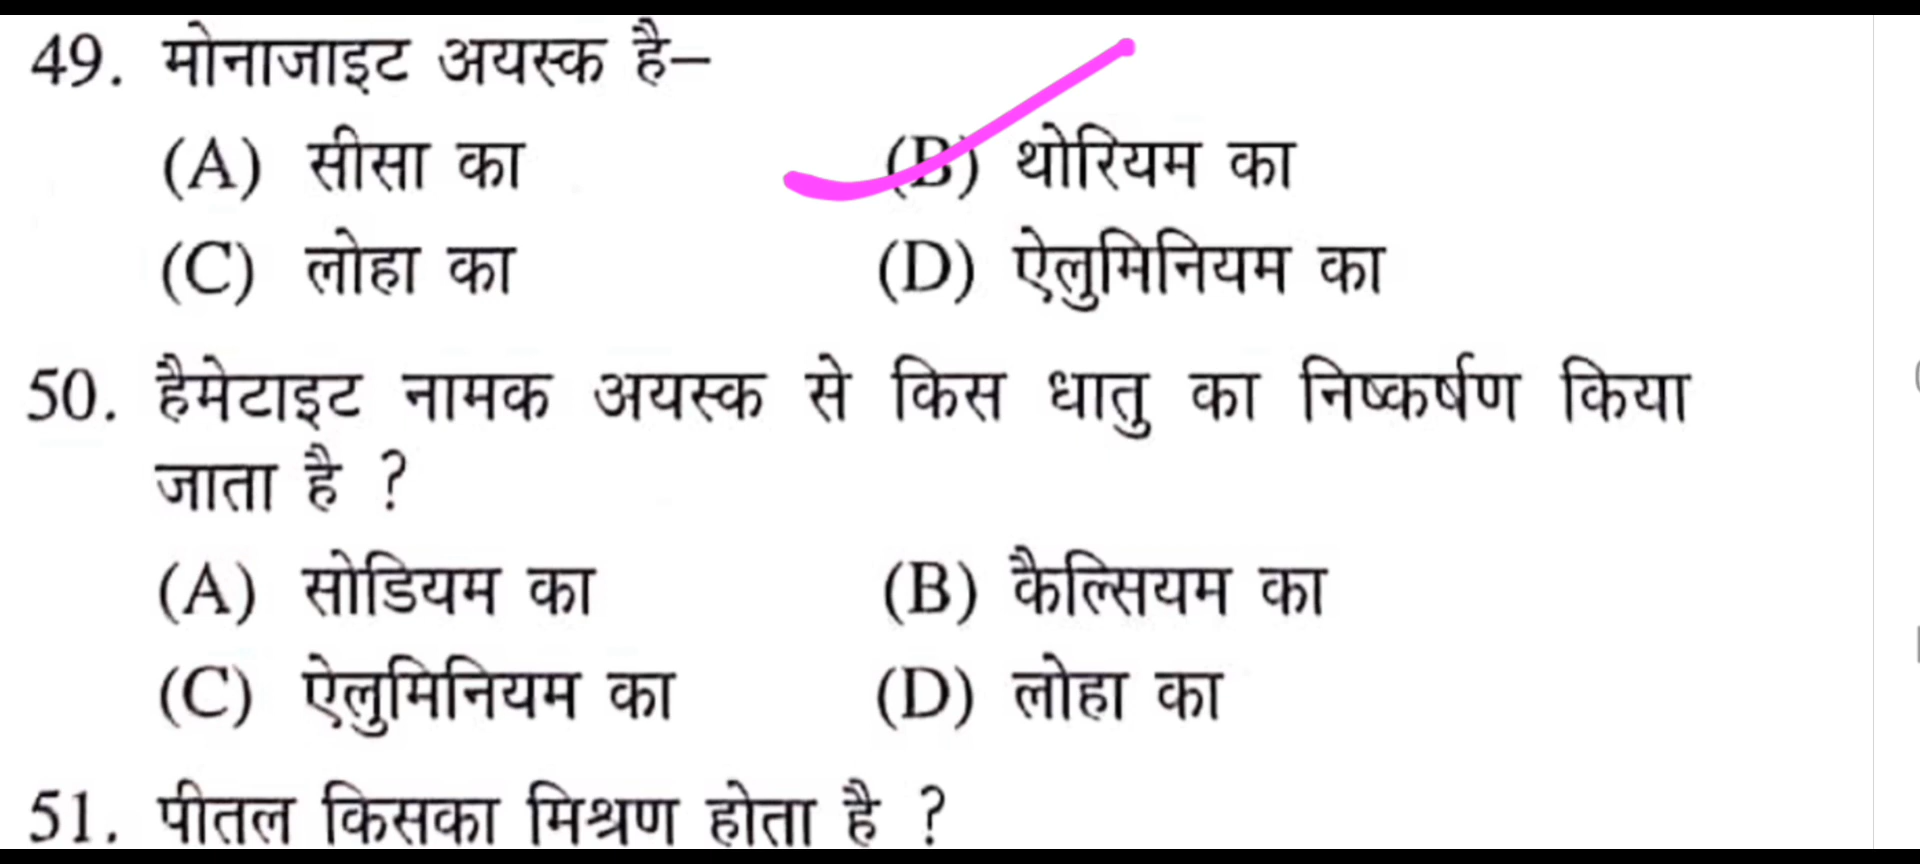 49. मोनाजाइट अयस्क है–
(A) सीसा का (B) थोरियम का
(C) लोहा का (D) ऐलुमिनियम का
50. हैमेटाइट नामक अयस्क से किस धातु का निष्कर्षण किया
जाता है ?
(A) सोडियम का (B) कैल्सियम का
(C) ऐलुमिनियम का (D) लोहा का
51. पीतल किसका मिश्रण होता है ?